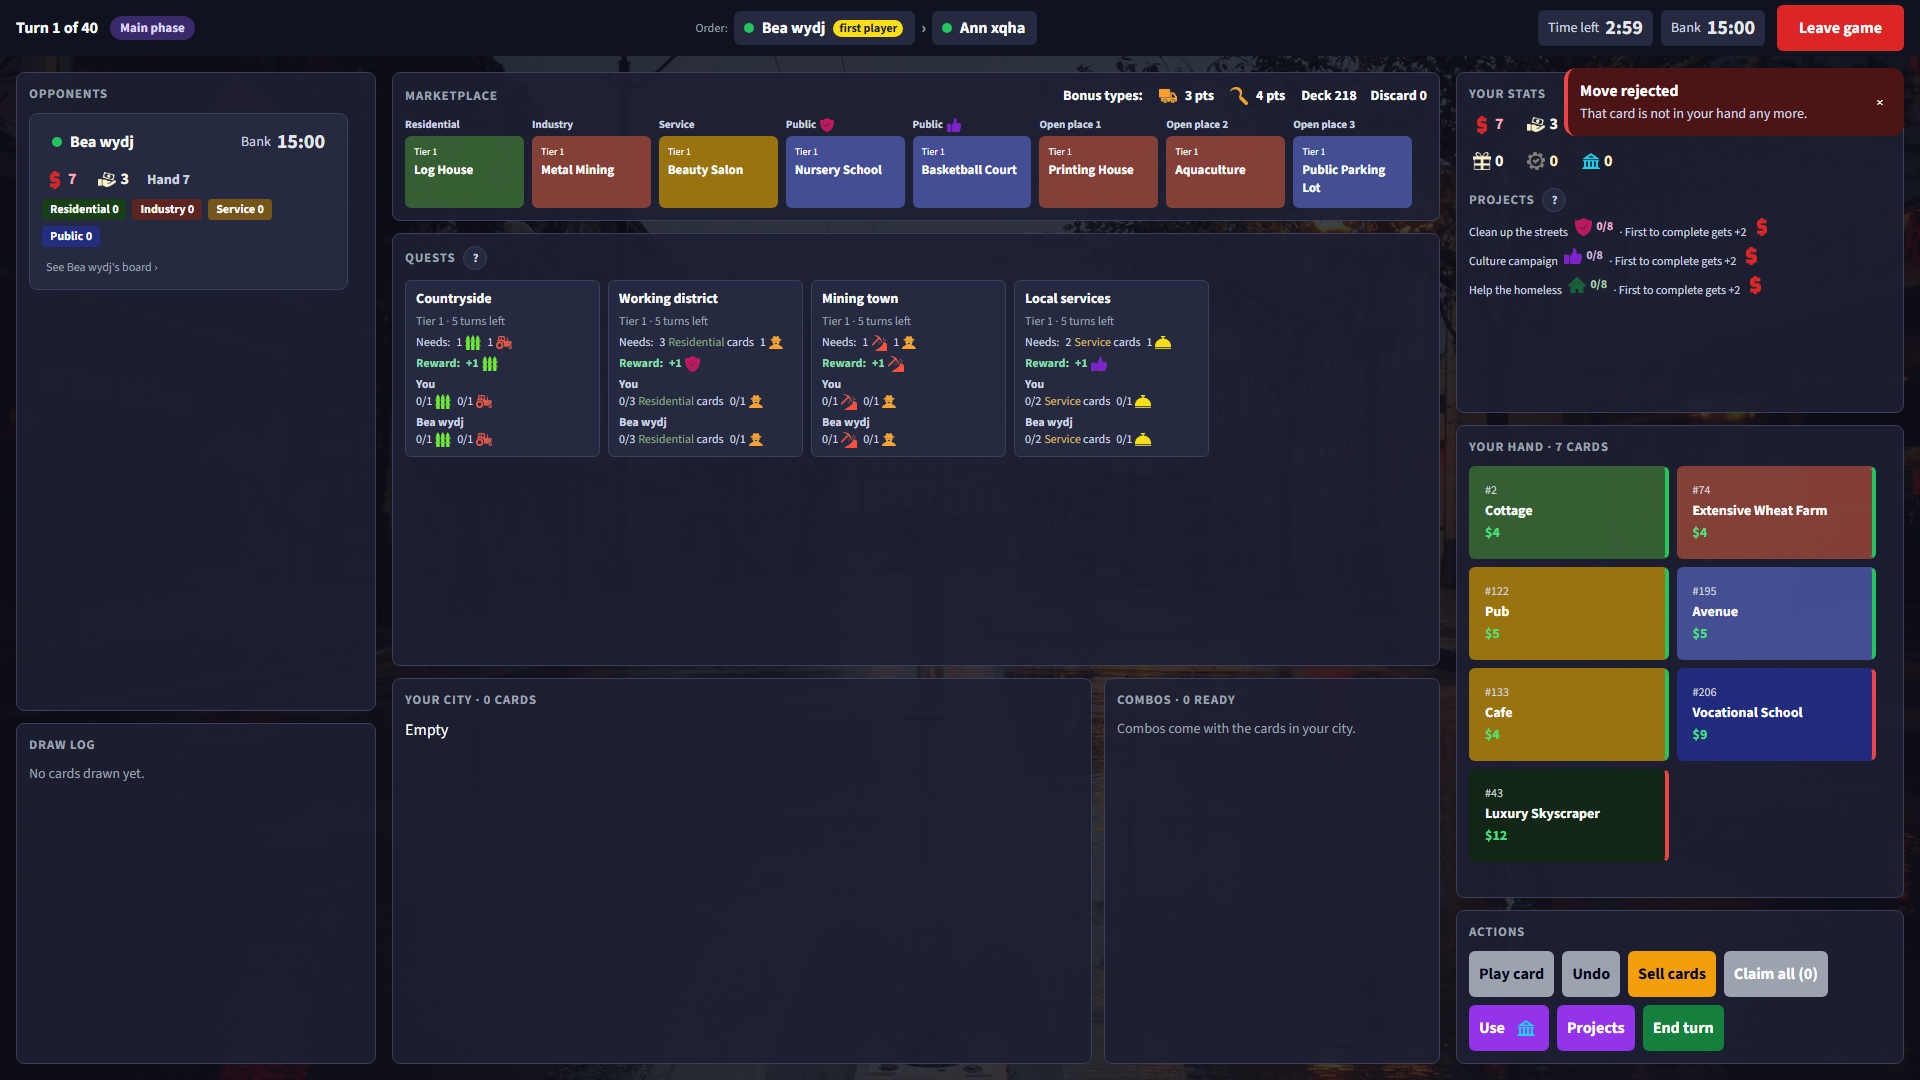 Turn 1 of 40
Main phase
Order:
Bea wydj
first player
›
Ann xqha
Time left 2:59
Bank 15:00
Leave game
OPPONENTS
Bea wydj
Bank 15:00
7
3
Hand 7
Residential 0
Industry 0
Service 0
Public 0
See Bea wydj's board ›
DRAW LOG
No cards drawn yet.
MARKETPLACE
Bonus types:
3 pts
4 pts
Deck 218
Discard 0
Residential
Tier 1
Log House
Industry
Tier 1
Metal Mining
Service
Tier 1
Beauty Salon
Public
Tier 1
Nursery School
Public
Tier 1
Basketball Court
Open place 1
Tier 1
Printing House
Open place 2
Tier 1
Aquaculture
Open place 3
Tier 1
Public Parking
Lot
QUESTS
?
Countryside
Tier 1 · 5 turns left
Needs: 1 1
Reward: +1
You
0/1 0/1
Bea wydj
0/1 0/1
Working district
Tier 1 · 5 turns left
Needs: 3 Residential cards 1
Reward: +1
You
0/3 Residential cards 0/1
Bea wydj
0/3 Residential cards 0/1
Mining town
Tier 1 · 5 turns left
Needs: 1 1
Reward: +1
You
0/1 0/1
Bea wydj
0/1 0/1
Local services
Tier 1 · 5 turns left
Needs: 2 Service cards 1
Reward: +1
You
0/2 Service cards 0/1
Bea wydj
0/2 Service cards 0/1
YOUR CITY · 0 CARDS
Empty
COMBOS · 0 READY
Combos come with the cards in your city.
YOUR STATS
7
3
0
0
0
Move rejected
That card is not in your hand any more.
×
PROJECTS
?
Clean up the streets 0/8 · First to complete gets +2
Culture campaign 0/8 · First to complete gets +2
Help the homeless 0/8 · First to complete gets +2
YOUR HAND · 7 CARDS
#2
Cottage
$4
#74
Extensive Wheat Farm
$4
#122
Pub
$5
#195
Avenue
$5
#133
Cafe
$4
#206
Vocational School
$9
#43
Luxury Skyscraper
$12
ACTIONS
Play card
Undo
Sell cards
Claim all (0)
Use
Projects
End turn